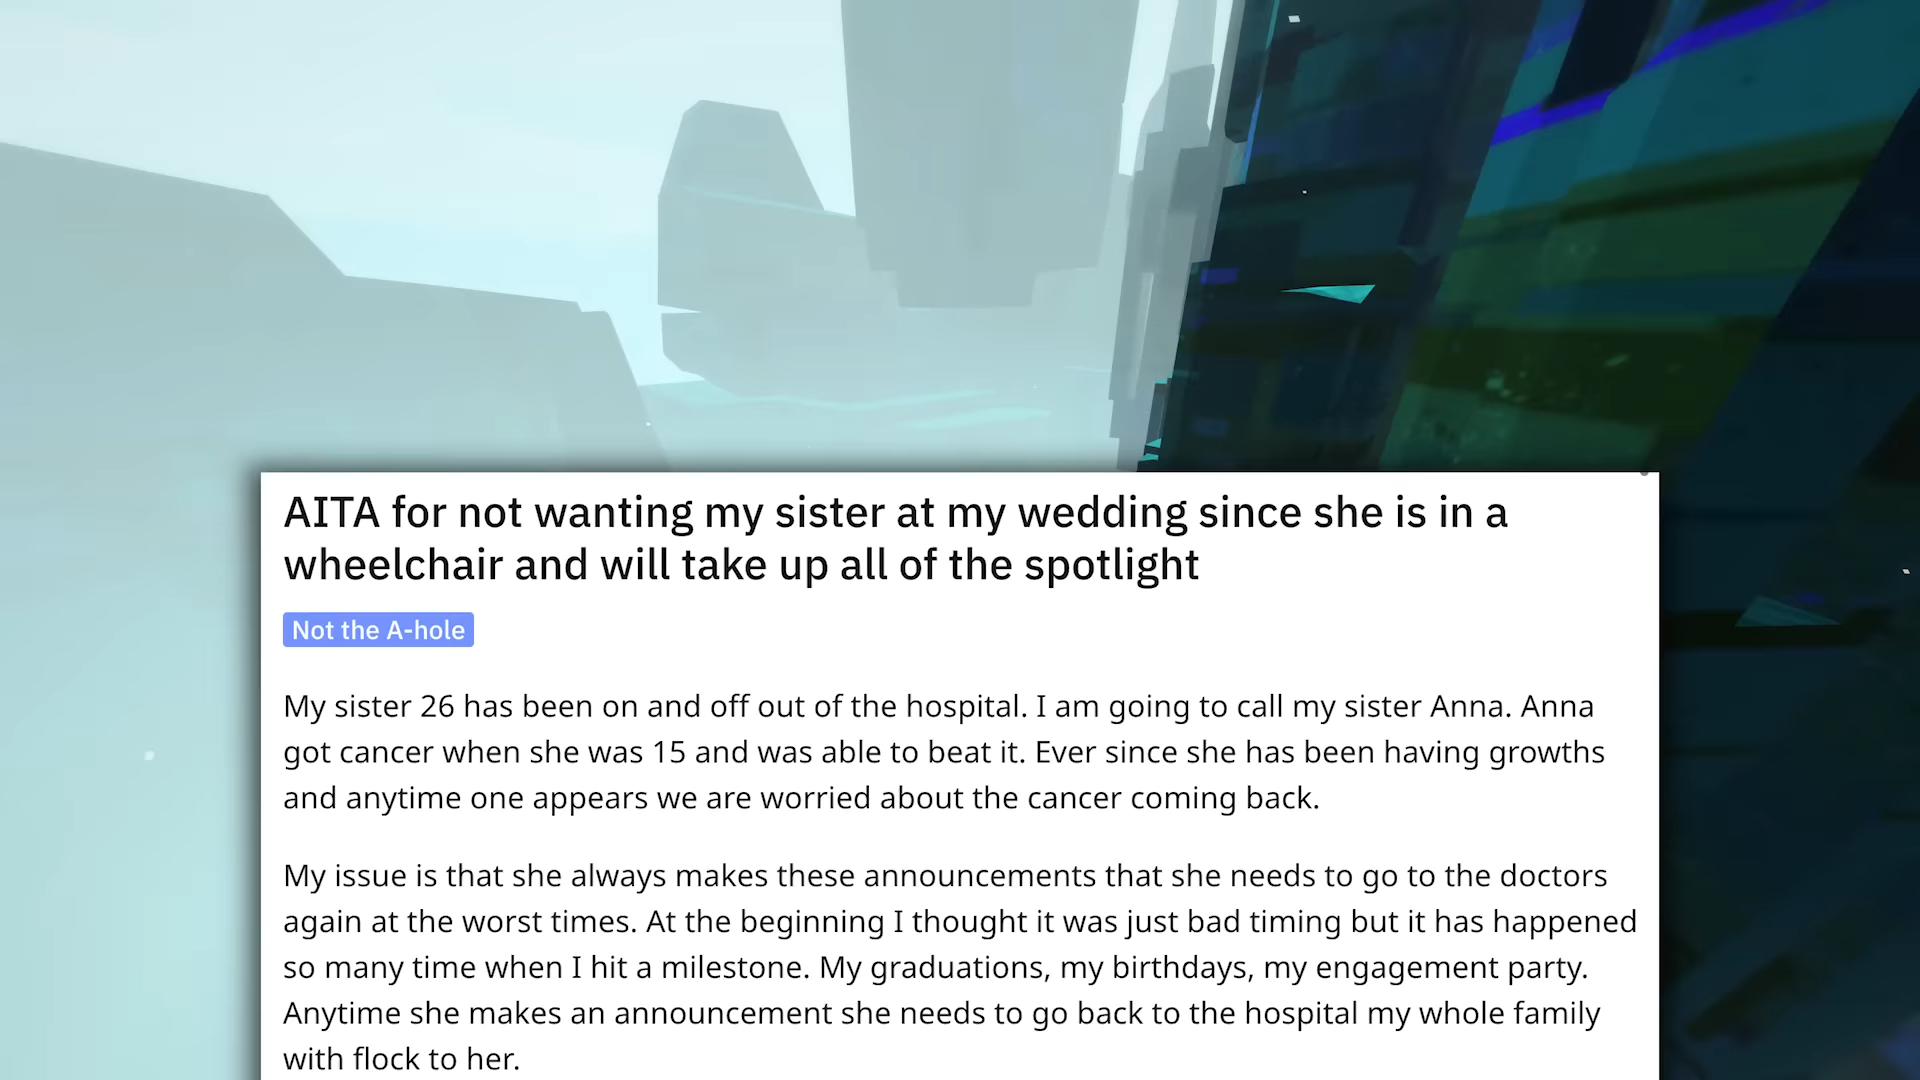 AITA for not wanting my sister at my wedding since she is in a
wheelchair and will take up all of the spotlight
Not the A-hole
My sister 26 has been on and off out of the hospital. I am going to call my sister Anna. Anna
got cancer when she was 15 and was able to beat it. Ever since she has been having growths
and anytime one appears we are worried about the cancer coming back.
My issue is that she always makes these announcements that she needs to go to the doctors
again at the worst times. At the beginning I thought it was just bad timing but it has happened
so many time when I hit a milestone. My graduations, my birthdays, my engagement party.
Anytime she makes an announcement she needs to go back to the hospital my whole family
with flock to her.